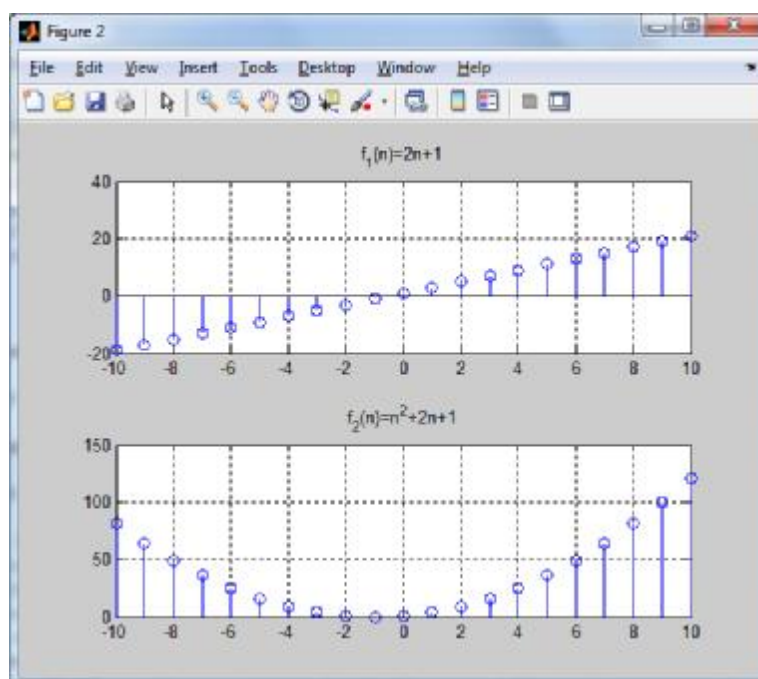 Figure 2
File Edit View Insert Tools Desktop Window Help
f₁(n)=2n+1
40
20
0
-20
-10 -8 -6 -4 -2 0 2 4 6 8 10
f₂(n)=n²+2n+1
150
100
50
0
-10 -8 -6 -4 -2 0 2 4 6 8 10